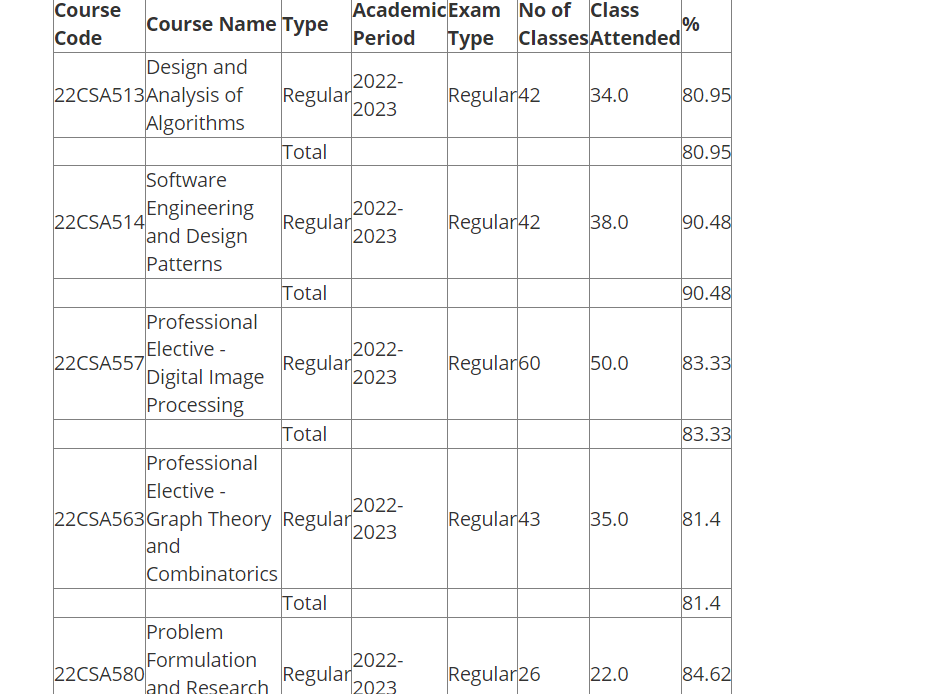 Course Code Course Name Type Academic Period Exam Type No of Classes Class Attended %
22CSA513 Design and Analysis of Algorithms Regular 2022-2023 Regular 42 34.0 80.95
Total 80.95
22CSA514 Software Engineering and Design Patterns Regular 2022-2023 Regular 42 38.0 90.48
Total 90.48
22CSA557 Professional Elective - Digital Image Processing Regular 2022-2023 Regular 60 50.0 83.33
Total 83.33
22CSA563 Professional Elective - Graph Theory and Combinatorics Regular 2022-2023 Regular 43 35.0 81.4
Total 81.4
22CSA580 Problem Formulation and Research Regular 2022-2023 Regular 26 22.0 84.62